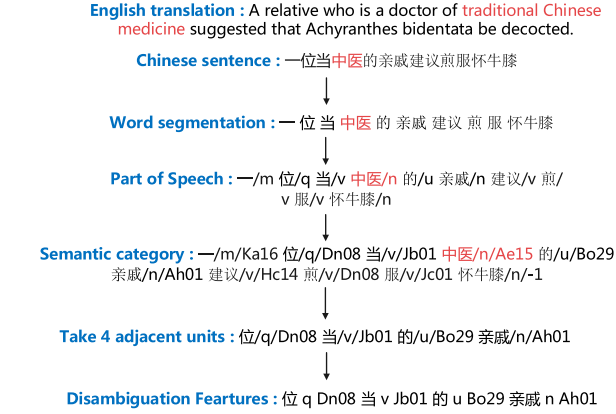 English translation : A relative who is a doctor of traditional Chinese
medicine suggested that Achyranthes bidentata be decocted.
Chinese sentence : 一位当中医的亲戚建议煎服怀牛膝
Word segmentation : 一 位 当 中医 的 亲戚 建议 煎 服 怀牛膝
Part of Speech : 一/m 位/q 当/v 中医/n 的/u 亲戚/n 建议/v 煎/
v 服/v 怀牛膝/n
Semantic category : 一/m/Ka16 位/q/Dn08 当/v/Jb01 中医/n/Ae15 的/u/Bo29
亲戚/n/Ah01 建议/v/Hc14 煎/v/Dn08 服/v/Jc01 怀牛膝/n/-1
Take 4 adjacent units : 位/q/Dn08 当/v/Jb01 的/u/Bo29 亲戚/n/Ah01
Disambiguation Feartures : 位 q Dn08 当 v Jb01 的 u Bo29 亲戚 n Ah01